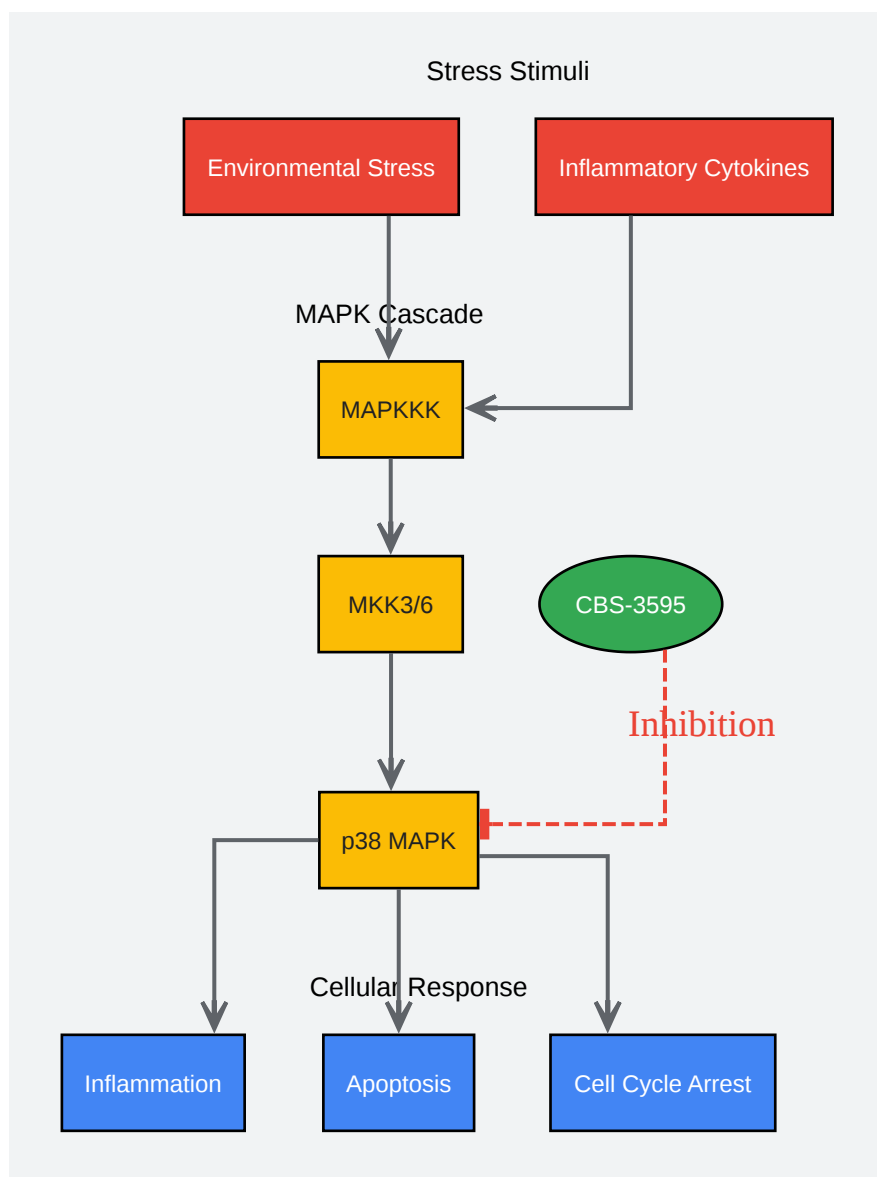 Stress Stimuli
Environmental Stress
Inflammatory Cytokines
MAPK Cascade
MAPKKK
MKK3/6
CBS-3595
Inhibition
p38 MAPK
Cellular Response
Inflammation
Apoptosis
Cell Cycle Arrest